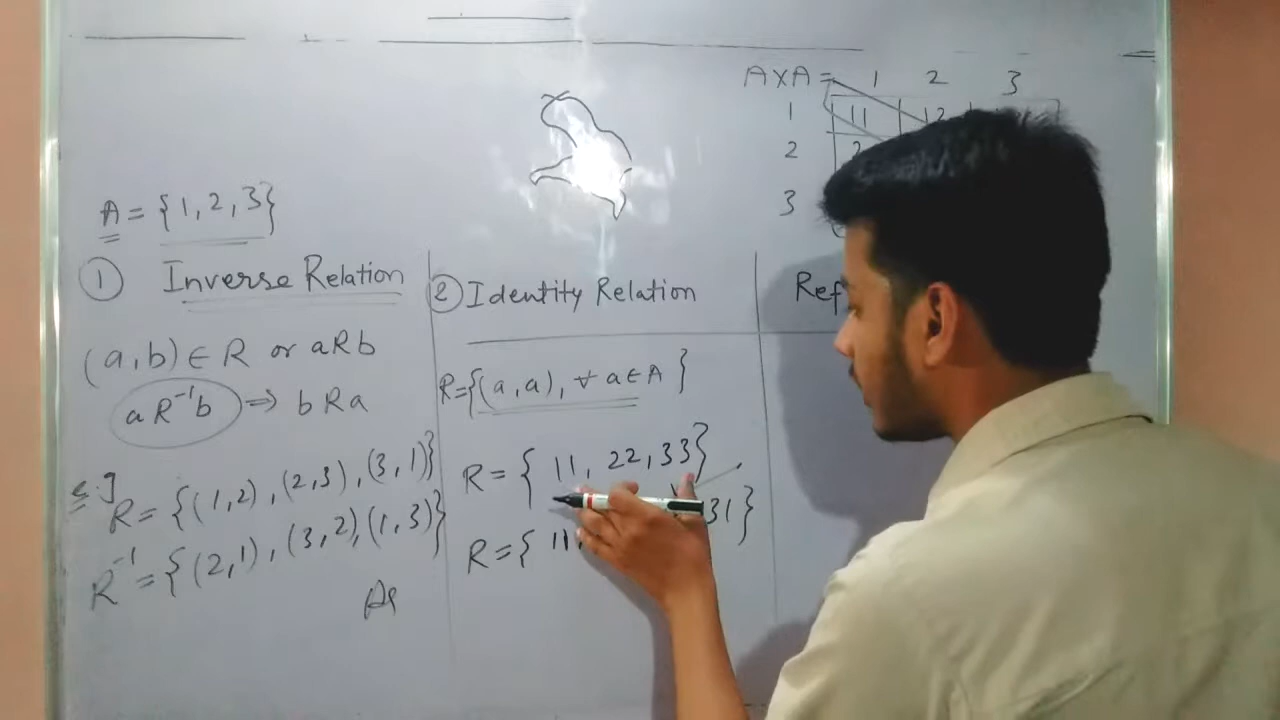 A×A= 1 2 3
1 11 12
2
3
A = {1, 2, 3}
① Inverse Relation
(a, b) ∈ R or aRb
aR⁻¹b ⇒ bRa
e.g
R = {(1,2), (2,3), (3,1)}
R⁻¹ = {(2,1), (3,2), (1,3)}
② Identity Relation
R={(a, a), ∀ a∈A }
R = { 11, 22, 33}
R = { 11, 31}
Ref